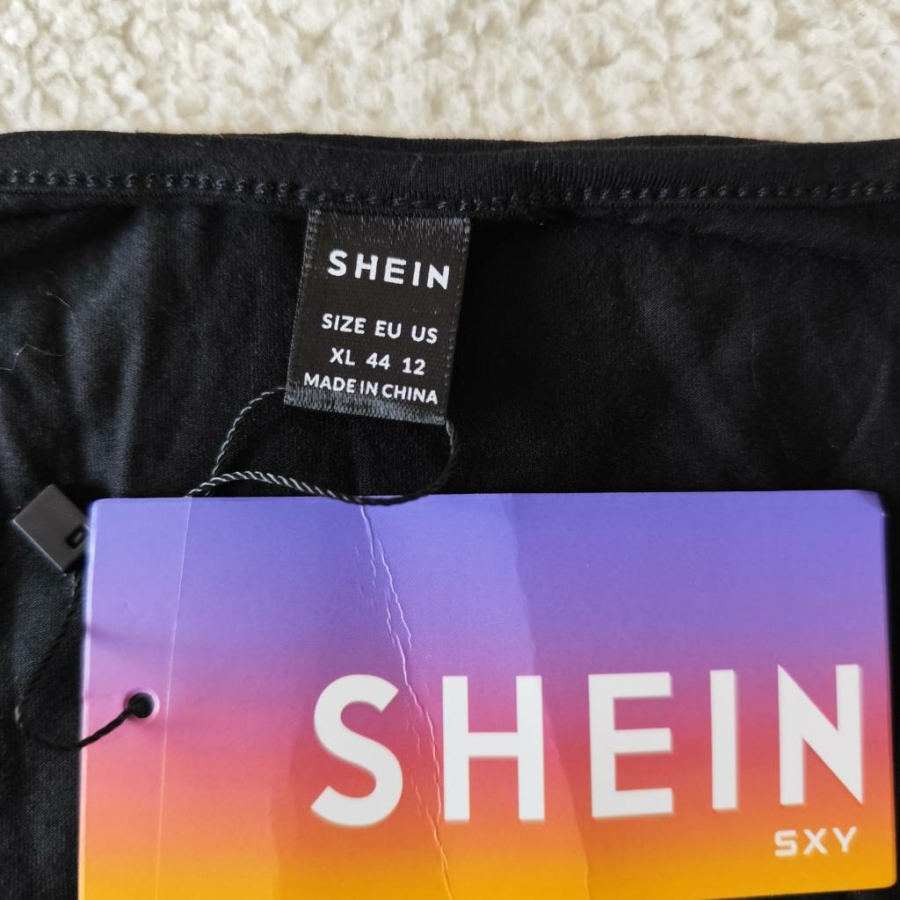 SHEIN
SIZE EU US
XL 44 12
MADE IN CHINA
SHEIN
SXY